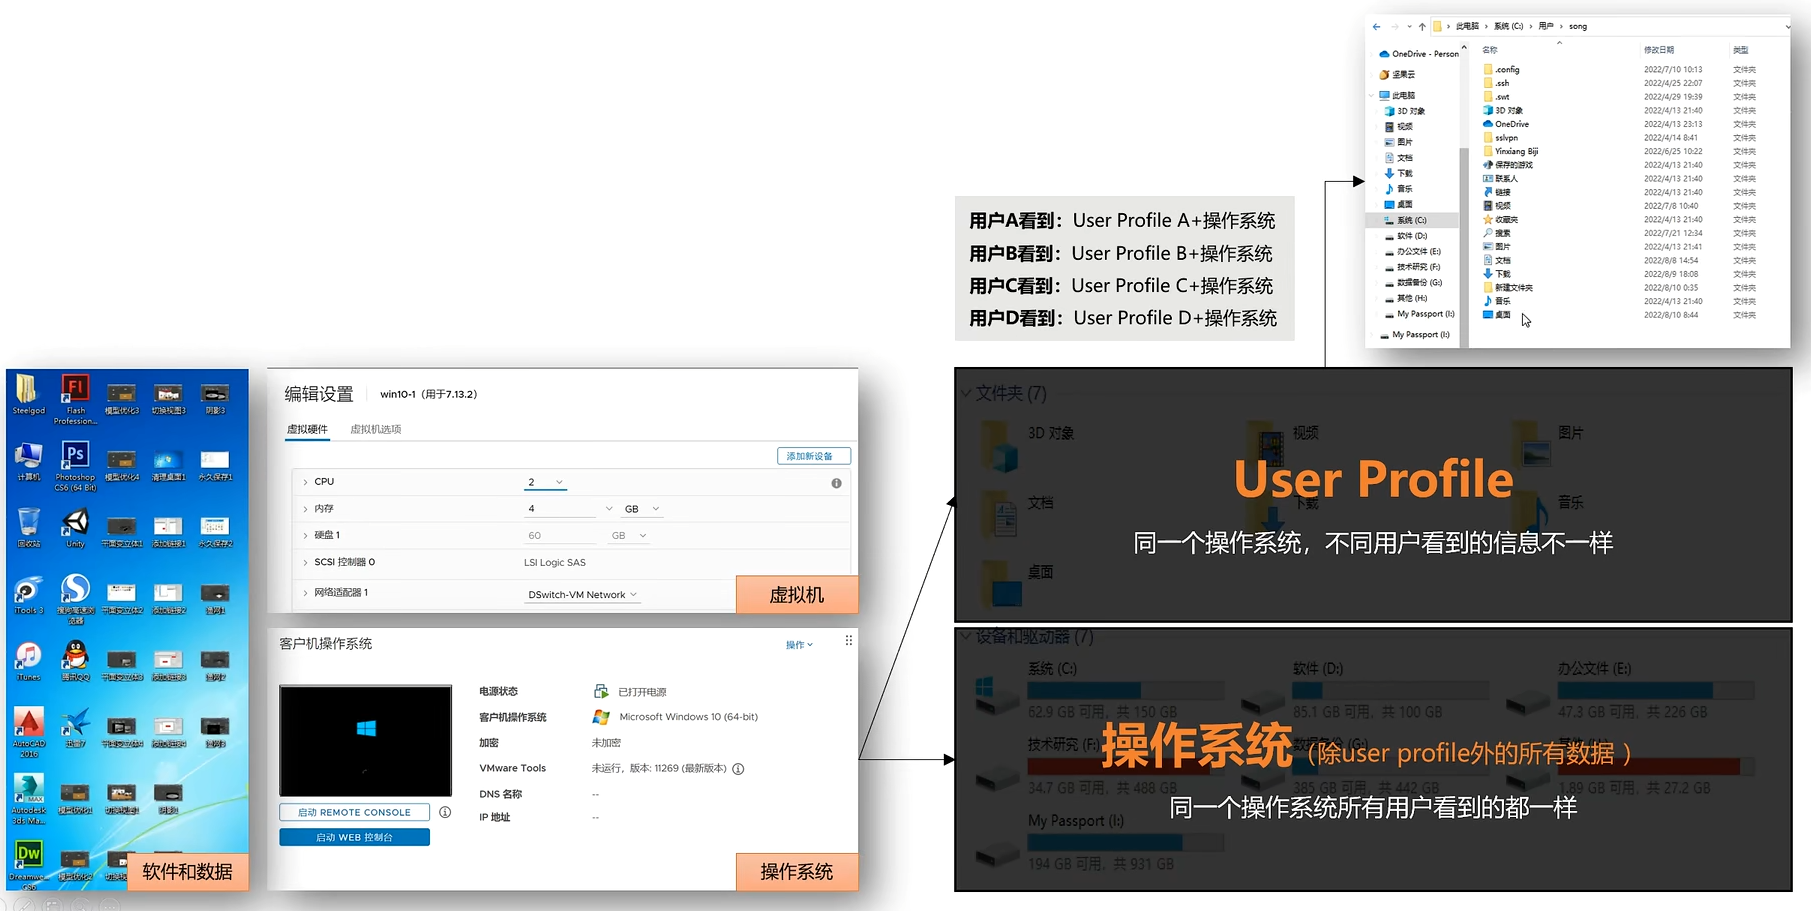 此电脑 › 系统 (C:) › 用户 › song
OneDrive - Person
坚果云
此电脑
3D 对象
视频
图片
文档
下载
音乐
桌面
系统 (C:)
软件 (D:)
办公文件 (E:)
技术研究 (F:)
数据备份 (G:)
其他 (H:)
My Passport (I:)
My Passport (I:)
名称 修改日期 类型
.config 2022/7/10 10:13 文件夹
.ssh 2022/4/25 22:07 文件夹
.swt 2022/4/29 19:39 文件夹
3D 对象 2022/4/13 21:40 文件夹
OneDrive 2022/4/13 23:13 文件夹
sslvpn 2022/4/14 8:41 文件夹
Yinxiang Biji 2022/6/25 10:22 文件夹
保存的游戏 2022/4/13 21:40 文件夹
联系人 2022/4/13 21:40 文件夹
链接 2022/4/13 21:40 文件夹
视频 2022/7/8 10:40 文件夹
收藏夹 2022/4/13 21:40 文件夹
搜索 2022/7/21 12:34 文件夹
图片 2022/4/13 21:41 文件夹
文档 2022/8/8 14:54 文件夹
下载 2022/8/9 18:08 文件夹
新建文件夹 2022/8/10 0:35 文件夹
音乐 2022/4/13 21:40 文件夹
桌面 2022/8/10 8:44 文件夹
用户A看到：User Profile A+操作系统
用户B看到：User Profile B+操作系统
用户C看到：User Profile C+操作系统
用户D看到：User Profile D+操作系统
Steelgod Flash Profession... 模型优化3 切换视图3 阴影3
计算机 Photoshop CS6 (64 Bit) 模型优化4 清理桌面1 永久保存1
回收站 Unity 平面变立体1 添加链接1 永久保存2
iTools 3 平面变立体2 添加链接2
iTunes 腾讯QQ 平面变立体3 添加链接3
AutoCAD 2016 迅雷7 平面变立体4 添加链接4
Autodesk 3ds Ma... 模型优化1 切换视图1 阴影1
Dreamwe... CS6 模型优化2
软件和数据
编辑设置 win10-1（用于7.13.2）
虚拟硬件 虚拟机选项
添加新设备
CPU 2
内存 4 GB
硬盘 1 60 GB
SCSI 控制器 0 LSI Logic SAS
网络适配器 1 DSwitch-VM Network
虚拟机
客户机操作系统 操作
电源状态 已打开电源
客户机操作系统 Microsoft Windows 10 (64-bit)
加密 未加密
VMware Tools 未运行，版本: 11269 (最新版本)
DNS 名称 --
IP 地址 --
启动 REMOTE CONSOLE
启动 WEB 控制台
操作系统
文件夹 (7)
3D 对象 视频 图片
User Profile
文档 下载 音乐
同一个操作系统，不同用户看到的信息不一样
桌面
设备和驱动器 (7)
系统 (C:) 软件 (D:) 办公文件 (E:)
62.9 GB 可用，共 150 GB 85.1 GB 可用，共 100 GB 47.3 GB 可用，共 226 GB
技术研究 (F:) 数据备份 (G:)
操作系统（除user profile外的所有数据 ）
34.7 GB 可用，共 488 GB 385 GB 可用，共 442 GB 1.89 GB 可用，共 27.2 GB
同一个操作系统所有用户看到的都一样
My Passport (I:)
194 GB 可用，共 931 GB